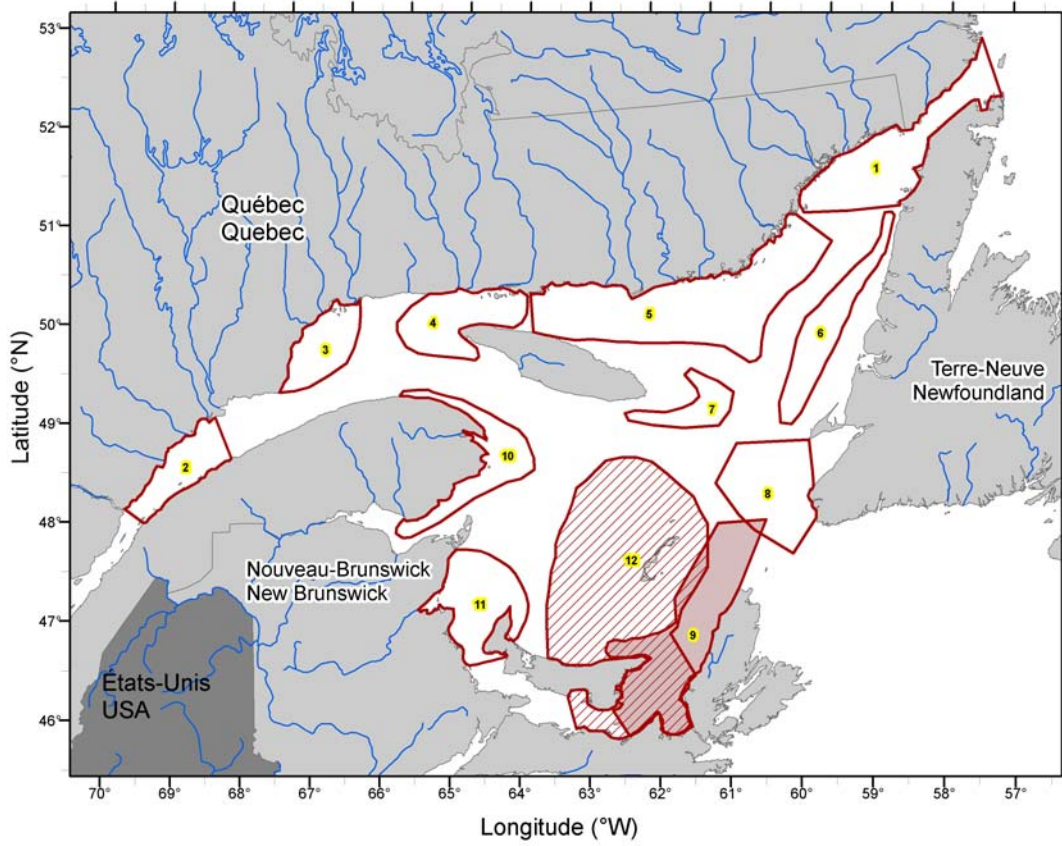 53°
52°
51°
50°
49°
48°
47°
46°
Latitude (°N)
Québec
Quebec
Terre-Neuve
Newfoundland
Nouveau-Brunswick
New Brunswick
États-Unis
USA
1
2
3
4
5
6
7
8
9
10
11
12
70 69° 68° 67° 66° 65° 64° 63° 62° 61° 60° 59° 58° 57°
Longitude (°W)